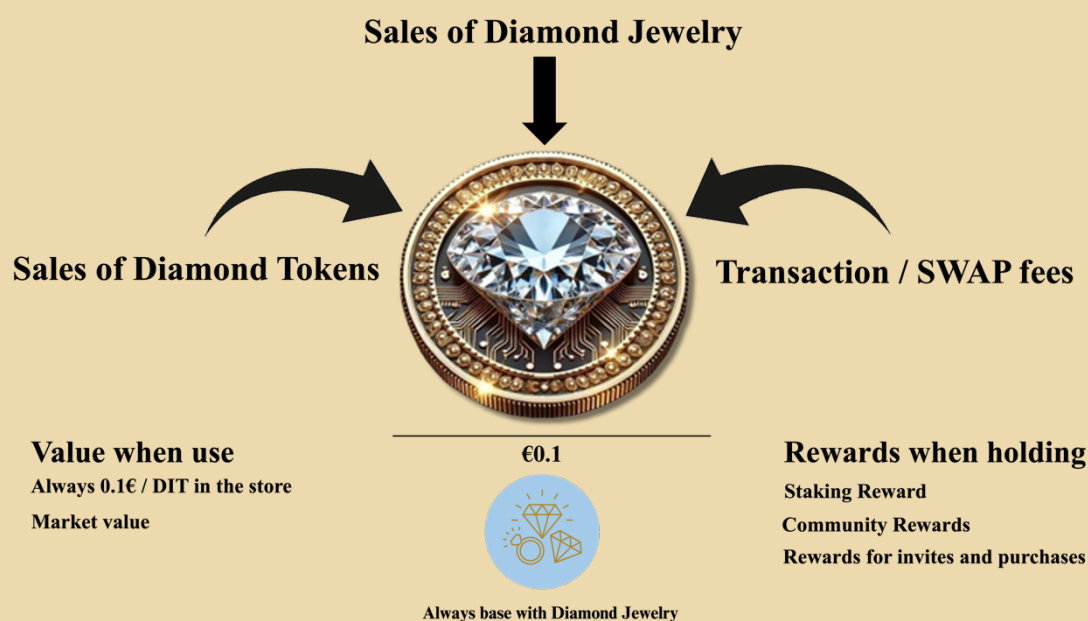 Sales of Diamond Jewelry
Sales of Diamond Tokens
Transaction / SWAP fees
Value when use
Always 0.1€ / DIT in the store
Market value
€0.1
Always base with Diamond Jewelry
Rewards when holding
Staking Reward
Community Rewards
Rewards for invites and purchases